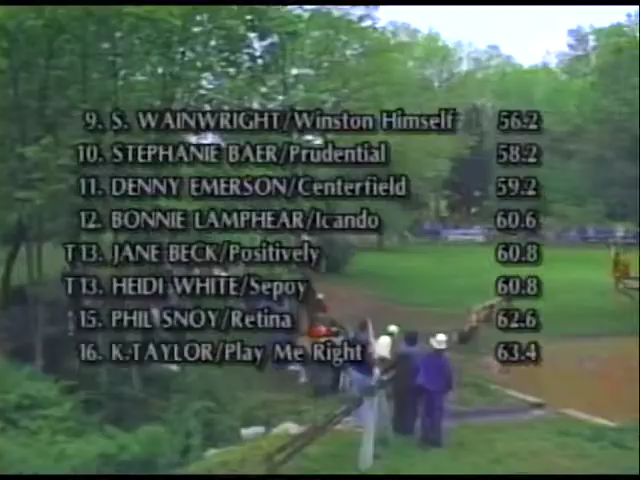 9. S. WAINWRIGHT/Winston Himself 56.2
10. STEPHANIE BAER/Prudential 58.2
11. DENNY EMERSON/Centerfield 59.2
12. BONNIE LAMPHEAR/Icando 60.6
T13. JANE BECK/Positively 60.8
T13. HEIDI WHITE/Sepoy 60.8
15. PHIL SNOY/Retina 62.6
16. K.TAYLOR/Play Me Right 63.4